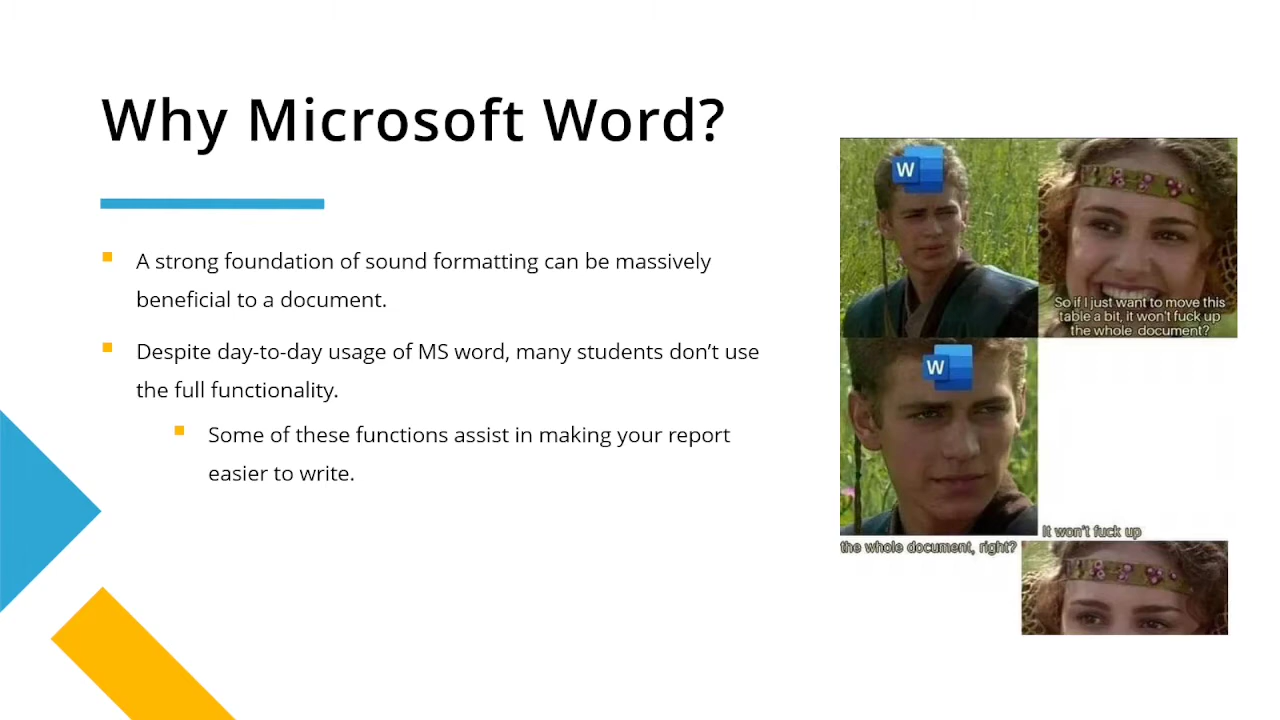 Why Microsoft Word?
A strong foundation of sound formatting can be massively
beneficial to a document.
Despite day-to-day usage of MS word, many students don’t use
the full functionality.
Some of these functions assist in making your report
easier to write.
W
So if I just want to move this
table a bit, it won't fuck up
the whole document?
W
It won't fuck up
the whole document, right?